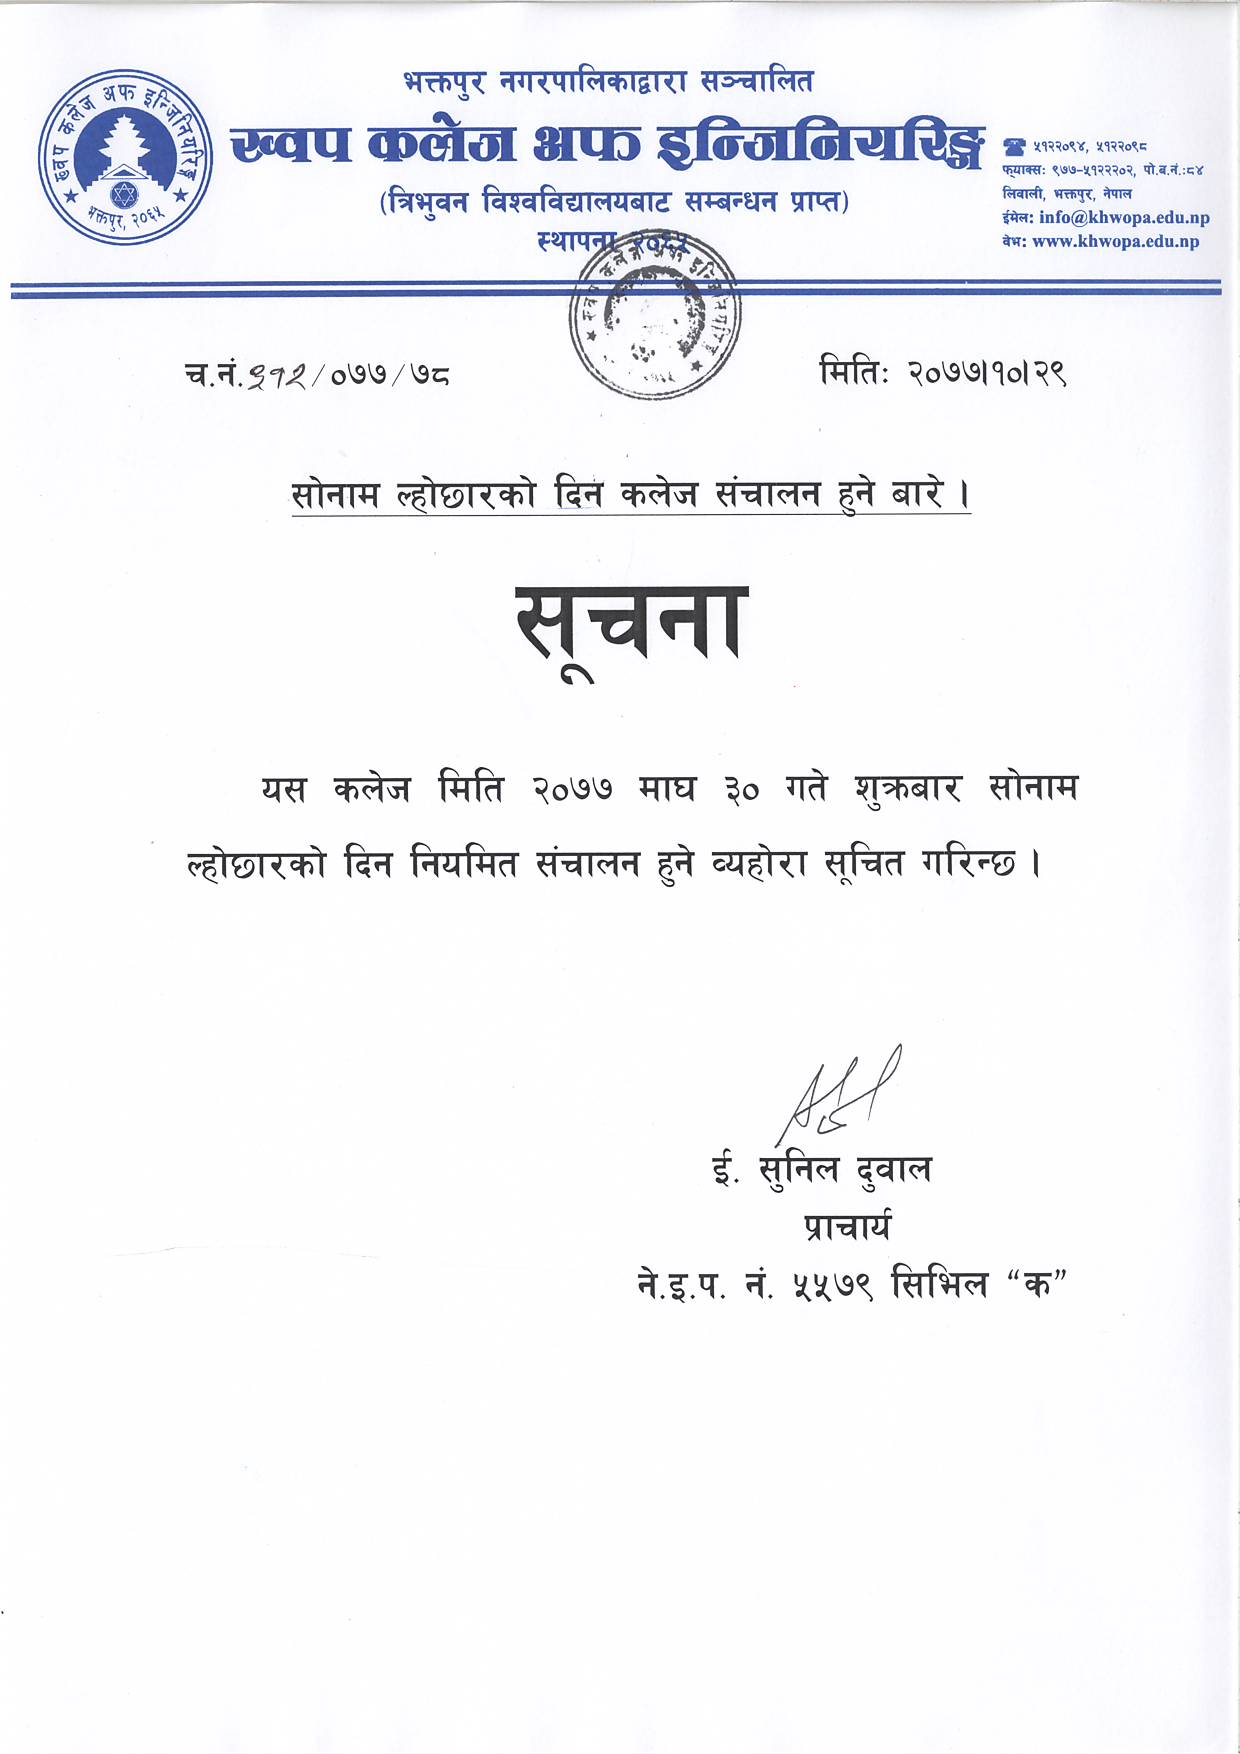 भक्तपुर नगरपालिकाद्वारा सञ्चालित
ख्वप कलेज अफ इन्जिनियरिङ्ग
(त्रिभुवन विश्वविद्यालयबाट सम्बन्धन प्राप्त)
स्थापना २०६५
ख्वप कलेज अफ इन्जिनियरिङ्ग
भक्तपुर, २०६५
☎ ५१२२०९४, ५१२२०९८
फ्याक्स: ९७७-५१२२२०२, पो.ब.नं.:८४
लिवाली, भक्तपुर, नेपाल
ईमेल: info@khwopa.edu.np
वेभ: www.khwopa.edu.np
च.नं.३१२/०७७/७८
मितिः २०७७।१०।२९
सोनाम ल्होछारको दिन कलेज संचालन हुने बारे ।
सूचना
यस कलेज मिति २०७७ माघ ३० गते शुक्रबार सोनाम
ल्होछारको दिन नियमित संचालन हुने व्यहोरा सूचित गरिन्छ ।
ई. सुनिल दुवाल
प्राचार्य
ने.इ.प. नं. ५५७९ सिभिल “क”